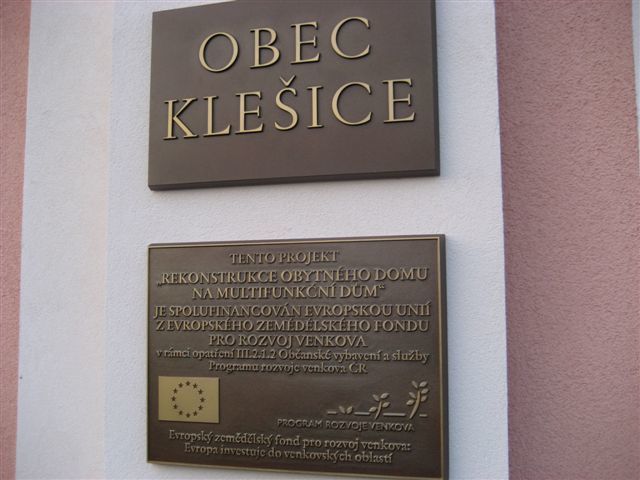 OBEC
KLEŠICE
TENTO PROJEKT
„REKONSTRUKCE OBYTNÉHO DOMU
NA MULTIFUNKČNÍ DŮM“
JE SPOLUFINANCOVÁN EVROPSKOU UNIÍ
Z EVROPSKÉHO ZEMĚDĚLSKÉHO FONDU
PRO ROZVOJ VENKOVA
v rámci opatření III.2.1.2 Občanské vybavení a služby
Programu rozvoje venkova ČR
PROGRAM ROZVOJE VENKOVA
Evropský zemědělský fond pro rozvoj venkova:
Evropa investuje do venkovských oblastí